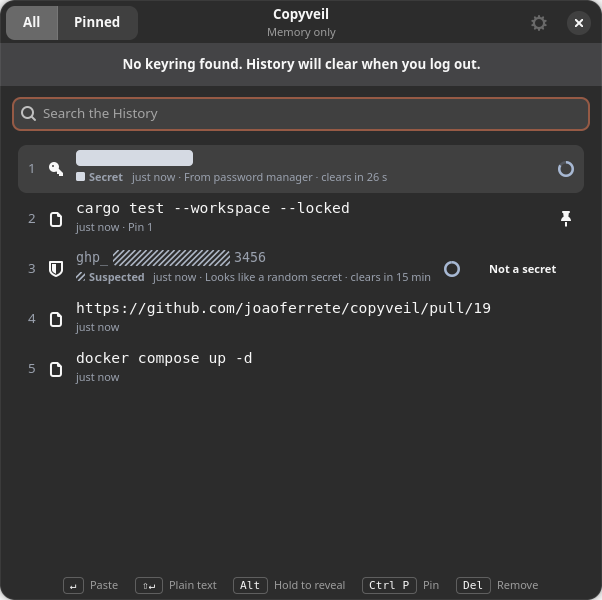 All
Pinned
Copyveil
Memory only
No keyring found. History will clear when you log out.
Search the History
1
Secret just now · From password manager · clears in 26 s
2 cargo test --workspace --locked
just now · Pin 1
3 ghp_ 3456
Suspected just now · Looks like a random secret · clears in 15 min
Not a secret
4 https://github.com/joaoferrete/copyveil/pull/19
just now
5 docker compose up -d
just now
↵ Paste ⇧↵ Plain text Alt Hold to reveal Ctrl P Pin Del Remove